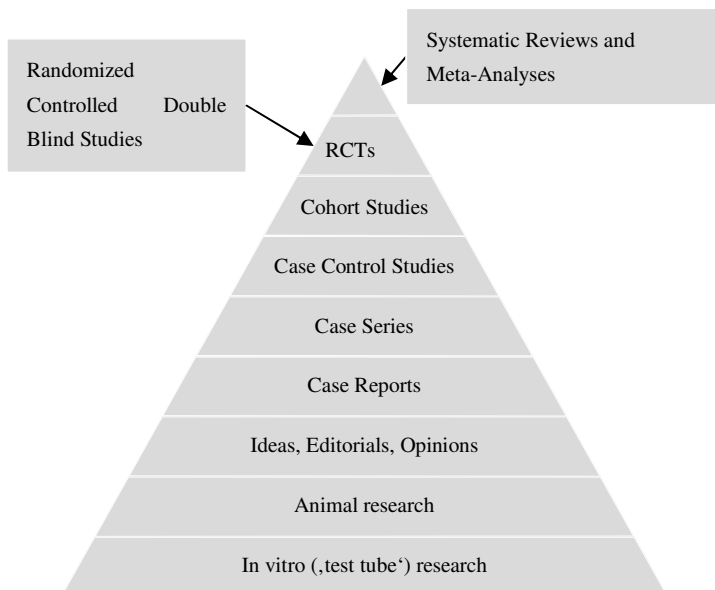 Systematic Reviews and
Meta-Analyses
Randomized
Controlled Double
Blind Studies
RCTs
Cohort Studies
Case Control Studies
Case Series
Case Reports
Ideas, Editorials, Opinions
Animal research
In vitro (‚test tube‘) research